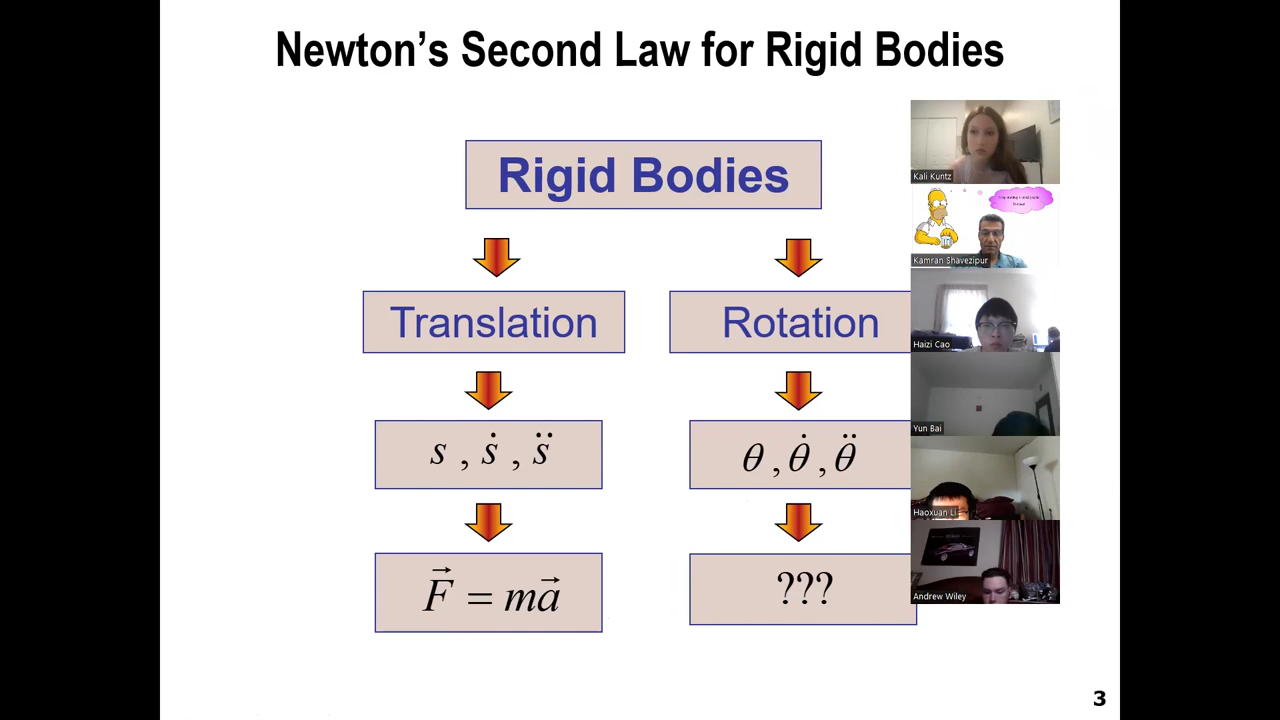 Newton's Second Law for Rigid Bodies
Rigid Bodies
Translation
Rotation
s , ṡ , s̈
θ , θ̇ , θ̈
F⃗ = ma⃗
???
Kali Kuntz
Kamran Shavezipur
Haizi Cao
Yun Bai
Haoxuan Li
Andrew Wiley
3